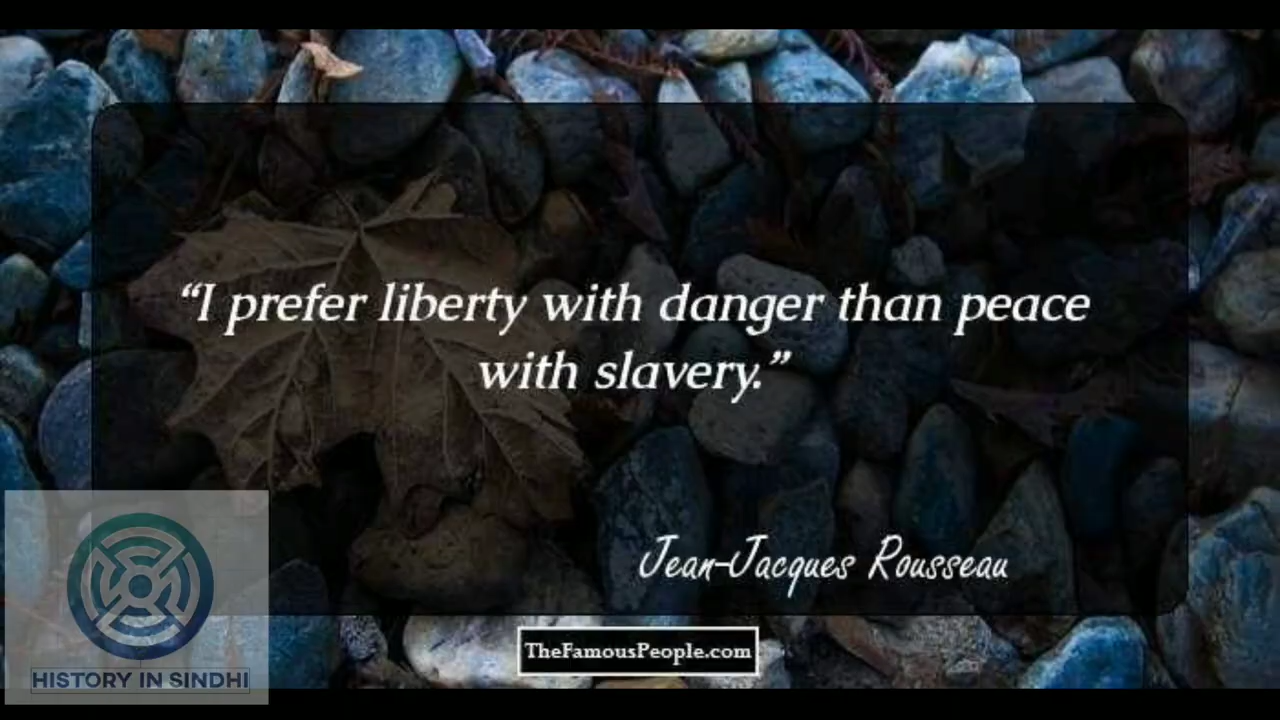 “I prefer liberty with danger than peace
with slavery.”
Jean-Jacques Rousseau
TheFamousPeople.com
HISTORY IN SINDHI